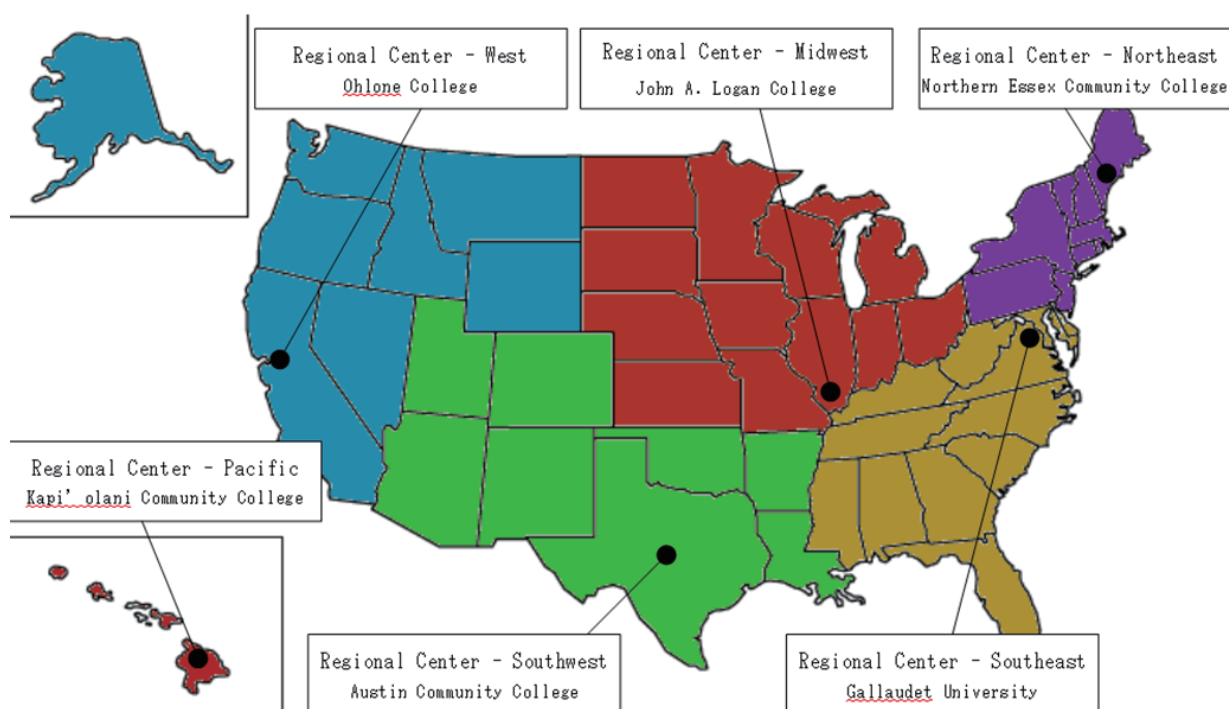 Regional Center - West
Ohlone College
Regional Center - Midwest
John A. Logan College
Regional Center - Northeast
Northern Essex Community College
Regional Center - Pacific
Kapi' olani Community College
Regional Center - Southwest
Austin Community College
Regional Center - Southeast
Gallaudet University